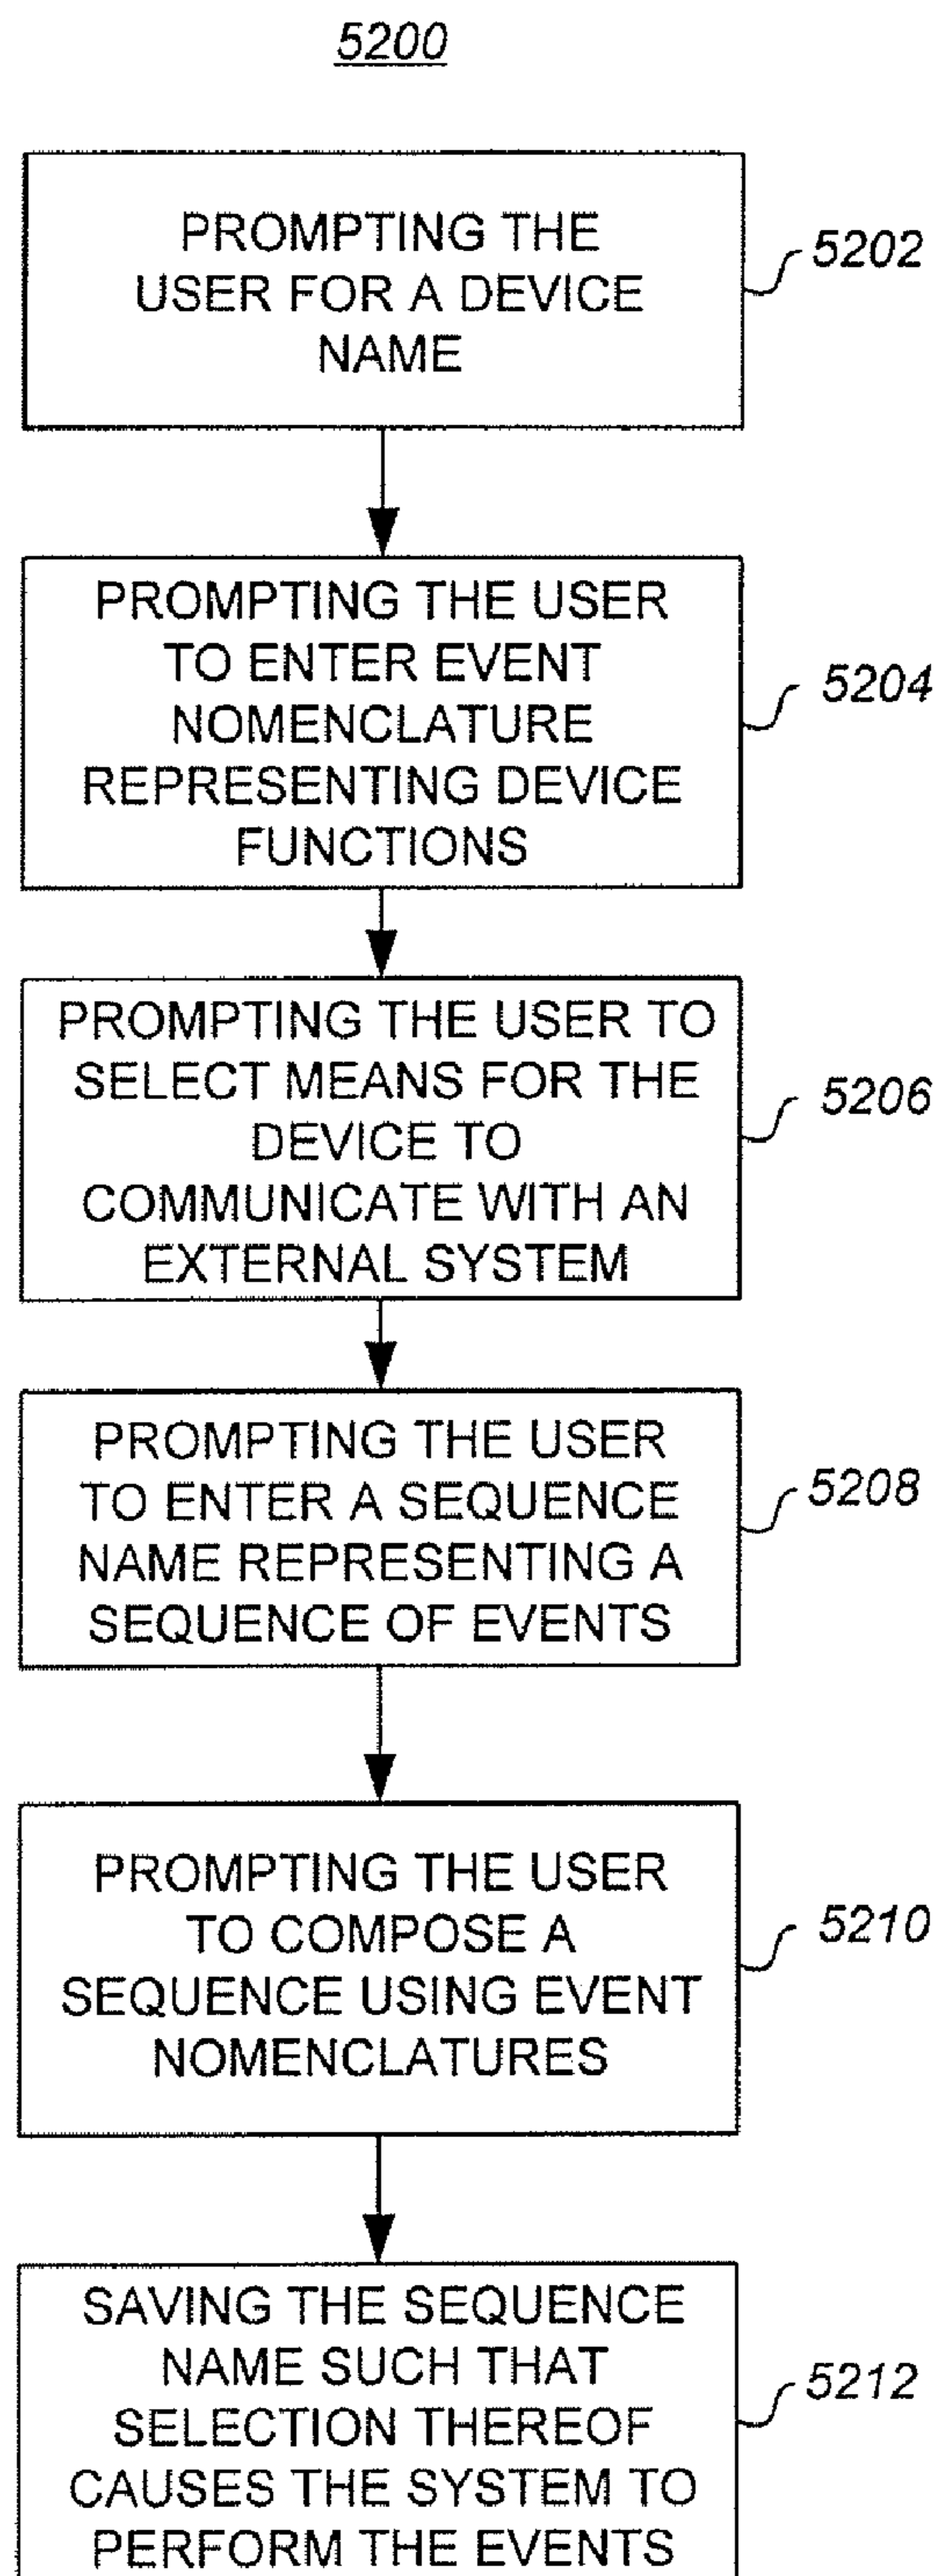 5200
PROMPTING THE
USER FOR A DEVICE
NAME
5202
PROMPTING THE USER
TO ENTER EVENT
NOMENCLATURE
REPRESENTING DEVICE
FUNCTIONS
5204
PROMPTING THE USER TO
SELECT MEANS FOR THE
DEVICE TO
COMMUNICATE WITH AN
EXTERNAL SYSTEM
5206
PROMPTING THE USER
TO ENTER A SEQUENCE
NAME REPRESENTING A
SEQUENCE OF EVENTS
5208
PROMPTING THE USER
TO COMPOSE A
SEQUENCE USING EVENT
NOMENCLATURES
5210
SAVING THE SEQUENCE
NAME SUCH THAT
SELECTION THEREOF
CAUSES THE SYSTEM TO
PERFORM THE EVENTS
5212